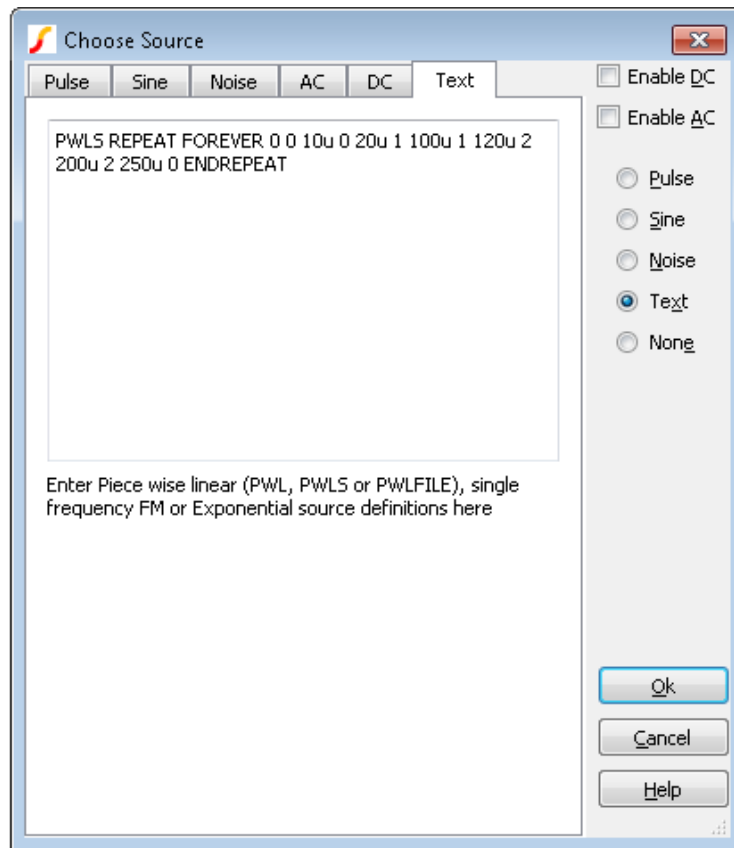 Choose Source
Pulse Sine Noise AC DC Text
Enable DC
Enable AC
PWLS REPEAT FOREVER 0 0 10u 0 20u 1 100u 1 120u 2
200u 2 250u 0 ENDREPEAT
Pulse
Sine
Noise
Text
None
Enter Piece wise linear (PWL, PWLS or PWLFILE), single
frequency FM or Exponential source definitions here
Ok
Cancel
Help